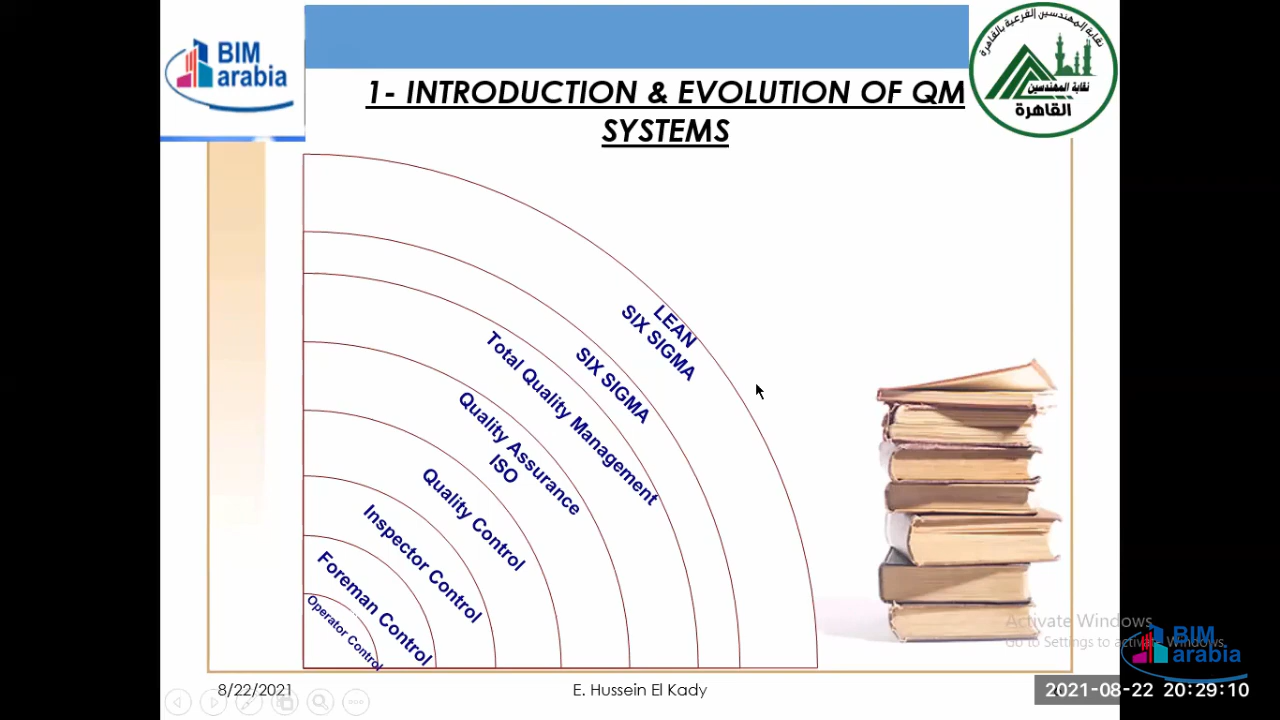 BIM
arabia
نقابة المهندسين الفرعية بالقاهرة
نقابة المهندسين
القاهرة
1- INTRODUCTION & EVOLUTION OF QM
SYSTEMS
LEAN
SIX SIGMA
SIX SIGMA
Total Quality Management
Quality Assurance
ISO
Quality Control
Inspector Control
Foreman Control
Operator Control
Activate Windows
Go to Settings to activate Windows.
BIM
arabia
8/22/2021
E. Hussein El Kady
2021-08-22 20:29:10